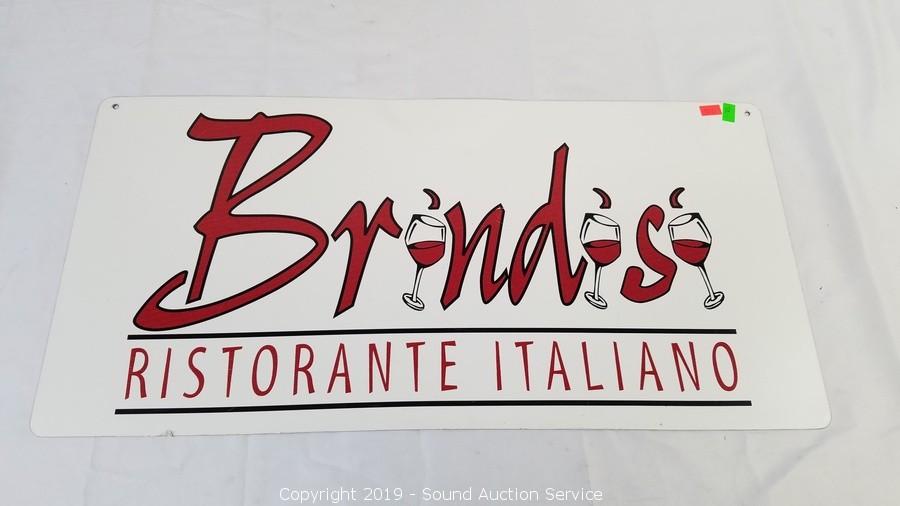 Brindisi
RISTORANTE ITALIANO
Copyright 2019 - Sound Auction Service